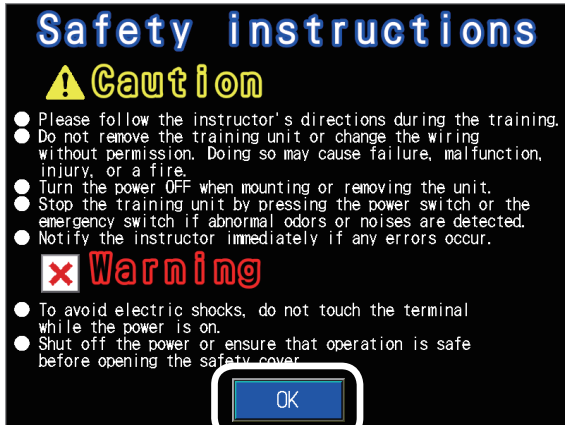 Safety instructions
Caution
● Please follow the instructor's directions during the training.
● Do not remove the training unit or change the wiring
without permission. Doing so may cause failure, malfunction,
injury, or a fire.
● Turn the power OFF when mounting or removing the unit.
● Stop the training unit by pressing the power switch or the
emergency switch if abnormal odors or noises are detected.
● Notify the instructor immediately if any errors occur.
Warning
● To avoid electric shocks, do not touch the terminal
while the power is on.
● Shut off the power or ensure that operation is safe
before opening the safety cover.
OK